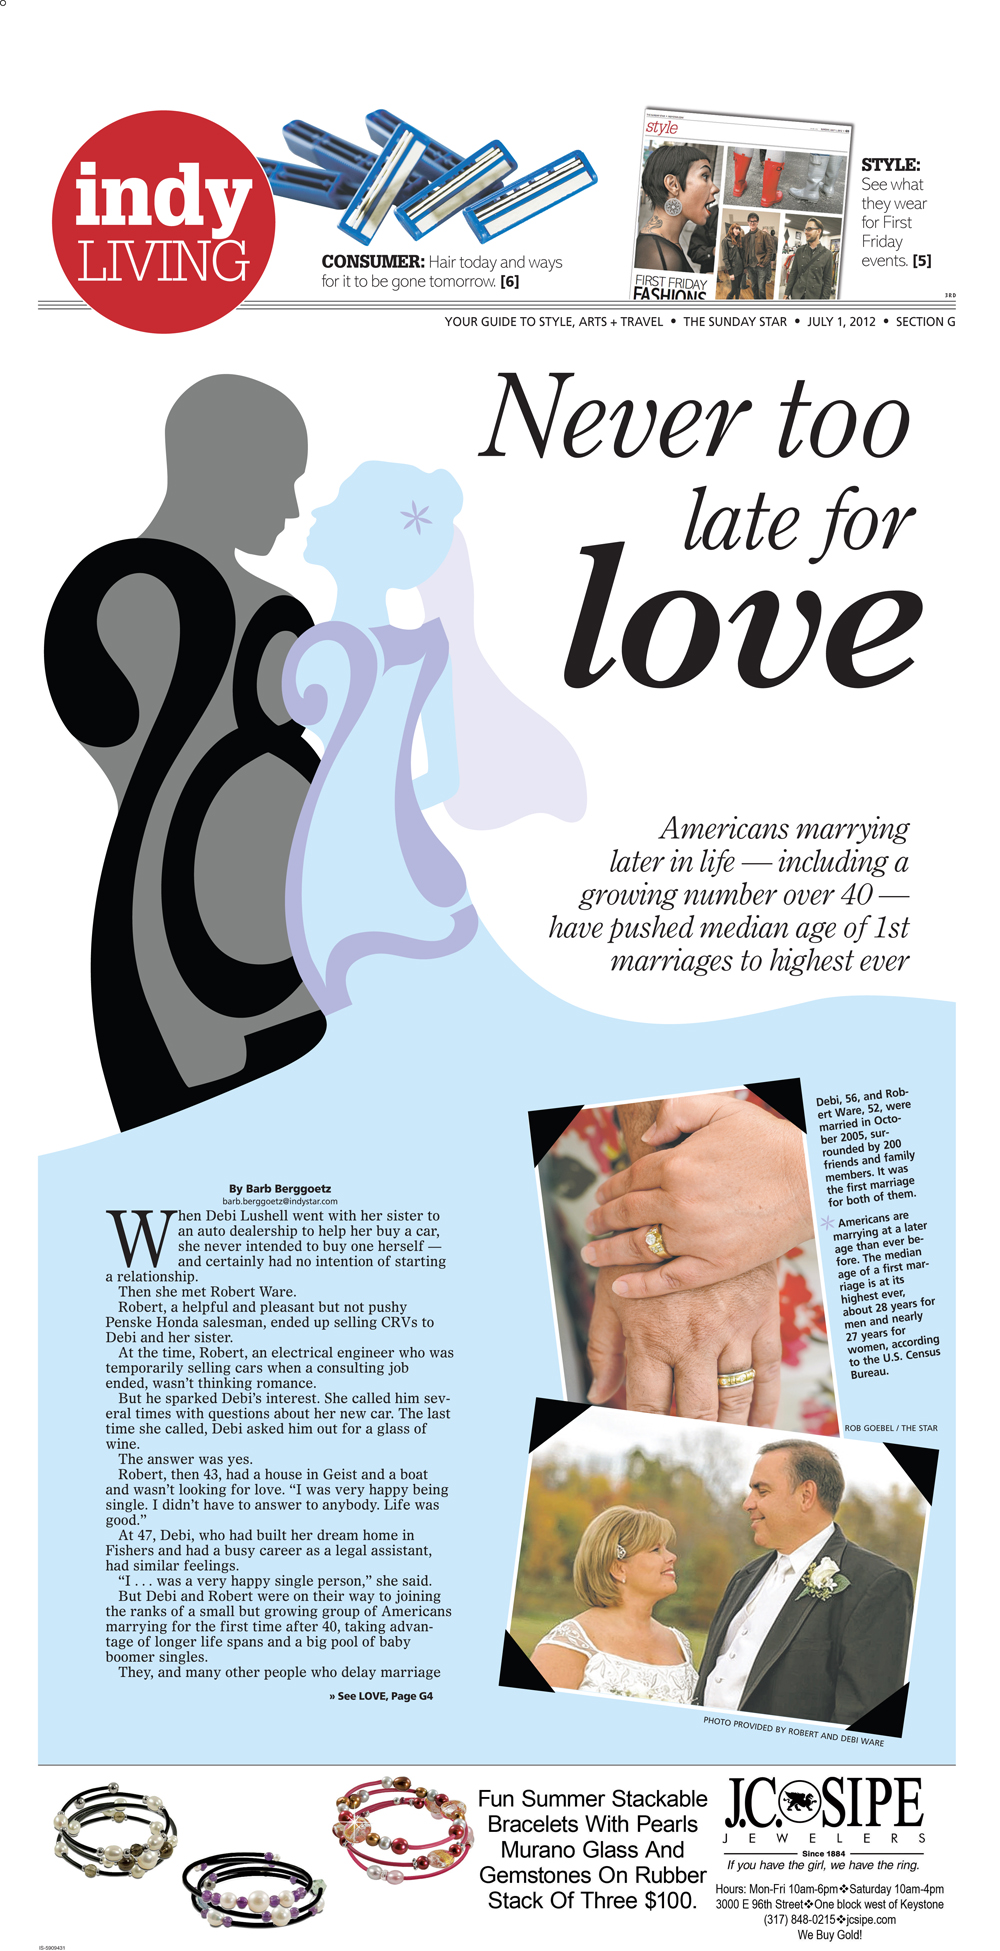 indy
LIVING
CONSUMER: Hair today and ways
for it to be gone tomorrow. [6]
style
FIRST FRIDAY
FASHIONS
STYLE:
See what
they wear
for First
Friday
events. [5]
3RD
YOUR GUIDE TO STYLE, ARTS + TRAVEL • THE SUNDAY STAR • JULY 1, 2012 • SECTION G
Never too
late for
love
28
27
Americans marrying
later in life — including a
growing number over 40 —
have pushed median age of 1st
marriages to highest ever
By Barb Berggoetz
barb.berggoetz@indystar.com
When Debi Lushell went with her sister to
an auto dealership to help her buy a car,
she never intended to buy one herself —
and certainly had no intention of starting
a relationship.
Then she met Robert Ware.
Robert, a helpful and pleasant but not pushy
Penske Honda salesman, ended up selling CRVs to
Debi and her sister.
At the time, Robert, an electrical engineer who was
temporarily selling cars when a consulting job
ended, wasn't thinking romance.
But he sparked Debi's interest. She called him sev-
eral times with questions about her new car. The last
time she called, Debi asked him out for a glass of
wine.
The answer was yes.
Robert, then 43, had a house in Geist and a boat
and wasn't looking for love. “I was very happy being
single. I didn't have to answer to anybody. Life was
good.”
At 47, Debi, who had built her dream home in
Fishers and had a busy career as a legal assistant,
had similar feelings.
“I . . . was a very happy single person,” she said.
But Debi and Robert were on their way to joining
the ranks of a small but growing group of Americans
marrying for the first time after 40, taking advan-
tage of longer life spans and a big pool of baby
boomer singles.
They, and many other people who delay marriage
» See LOVE, Page G4
Debi, 56, and Rob-
ert Ware, 52, were
married in Octo-
ber 2005, sur-
rounded by 200
friends and family
members. It was
the first marriage
for both of them.
Americans are
marrying at a later
age than ever be-
fore. The median
age of a first mar-
riage is at its
highest ever,
about 28 years for
men and nearly
27 years for
women, according
to the U.S. Census
Bureau.
ROB GOEBEL / THE STAR
PHOTO PROVIDED BY ROBERT AND DEBI WARE
Fun Summer Stackable
Bracelets With Pearls
Murano Glass And
Gemstones On Rubber
Stack Of Three $100.
J.C. SIPE
JEWELERS
Since 1884
If you have the girl, we have the ring.
Hours: Mon-Fri 10am-6pm❖Saturday 10am-4pm
3000 E 96th Street❖One block west of Keystone
(317) 848-0215❖jcsipe.com
We Buy Gold!
IS-5909431